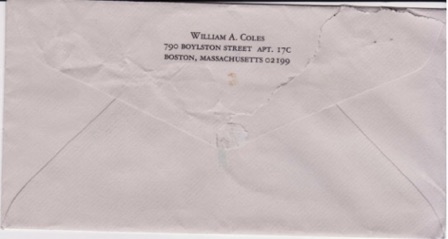 William A. Coles
790 Boylston Street Apt. 17C
Boston, Massachusetts 02199